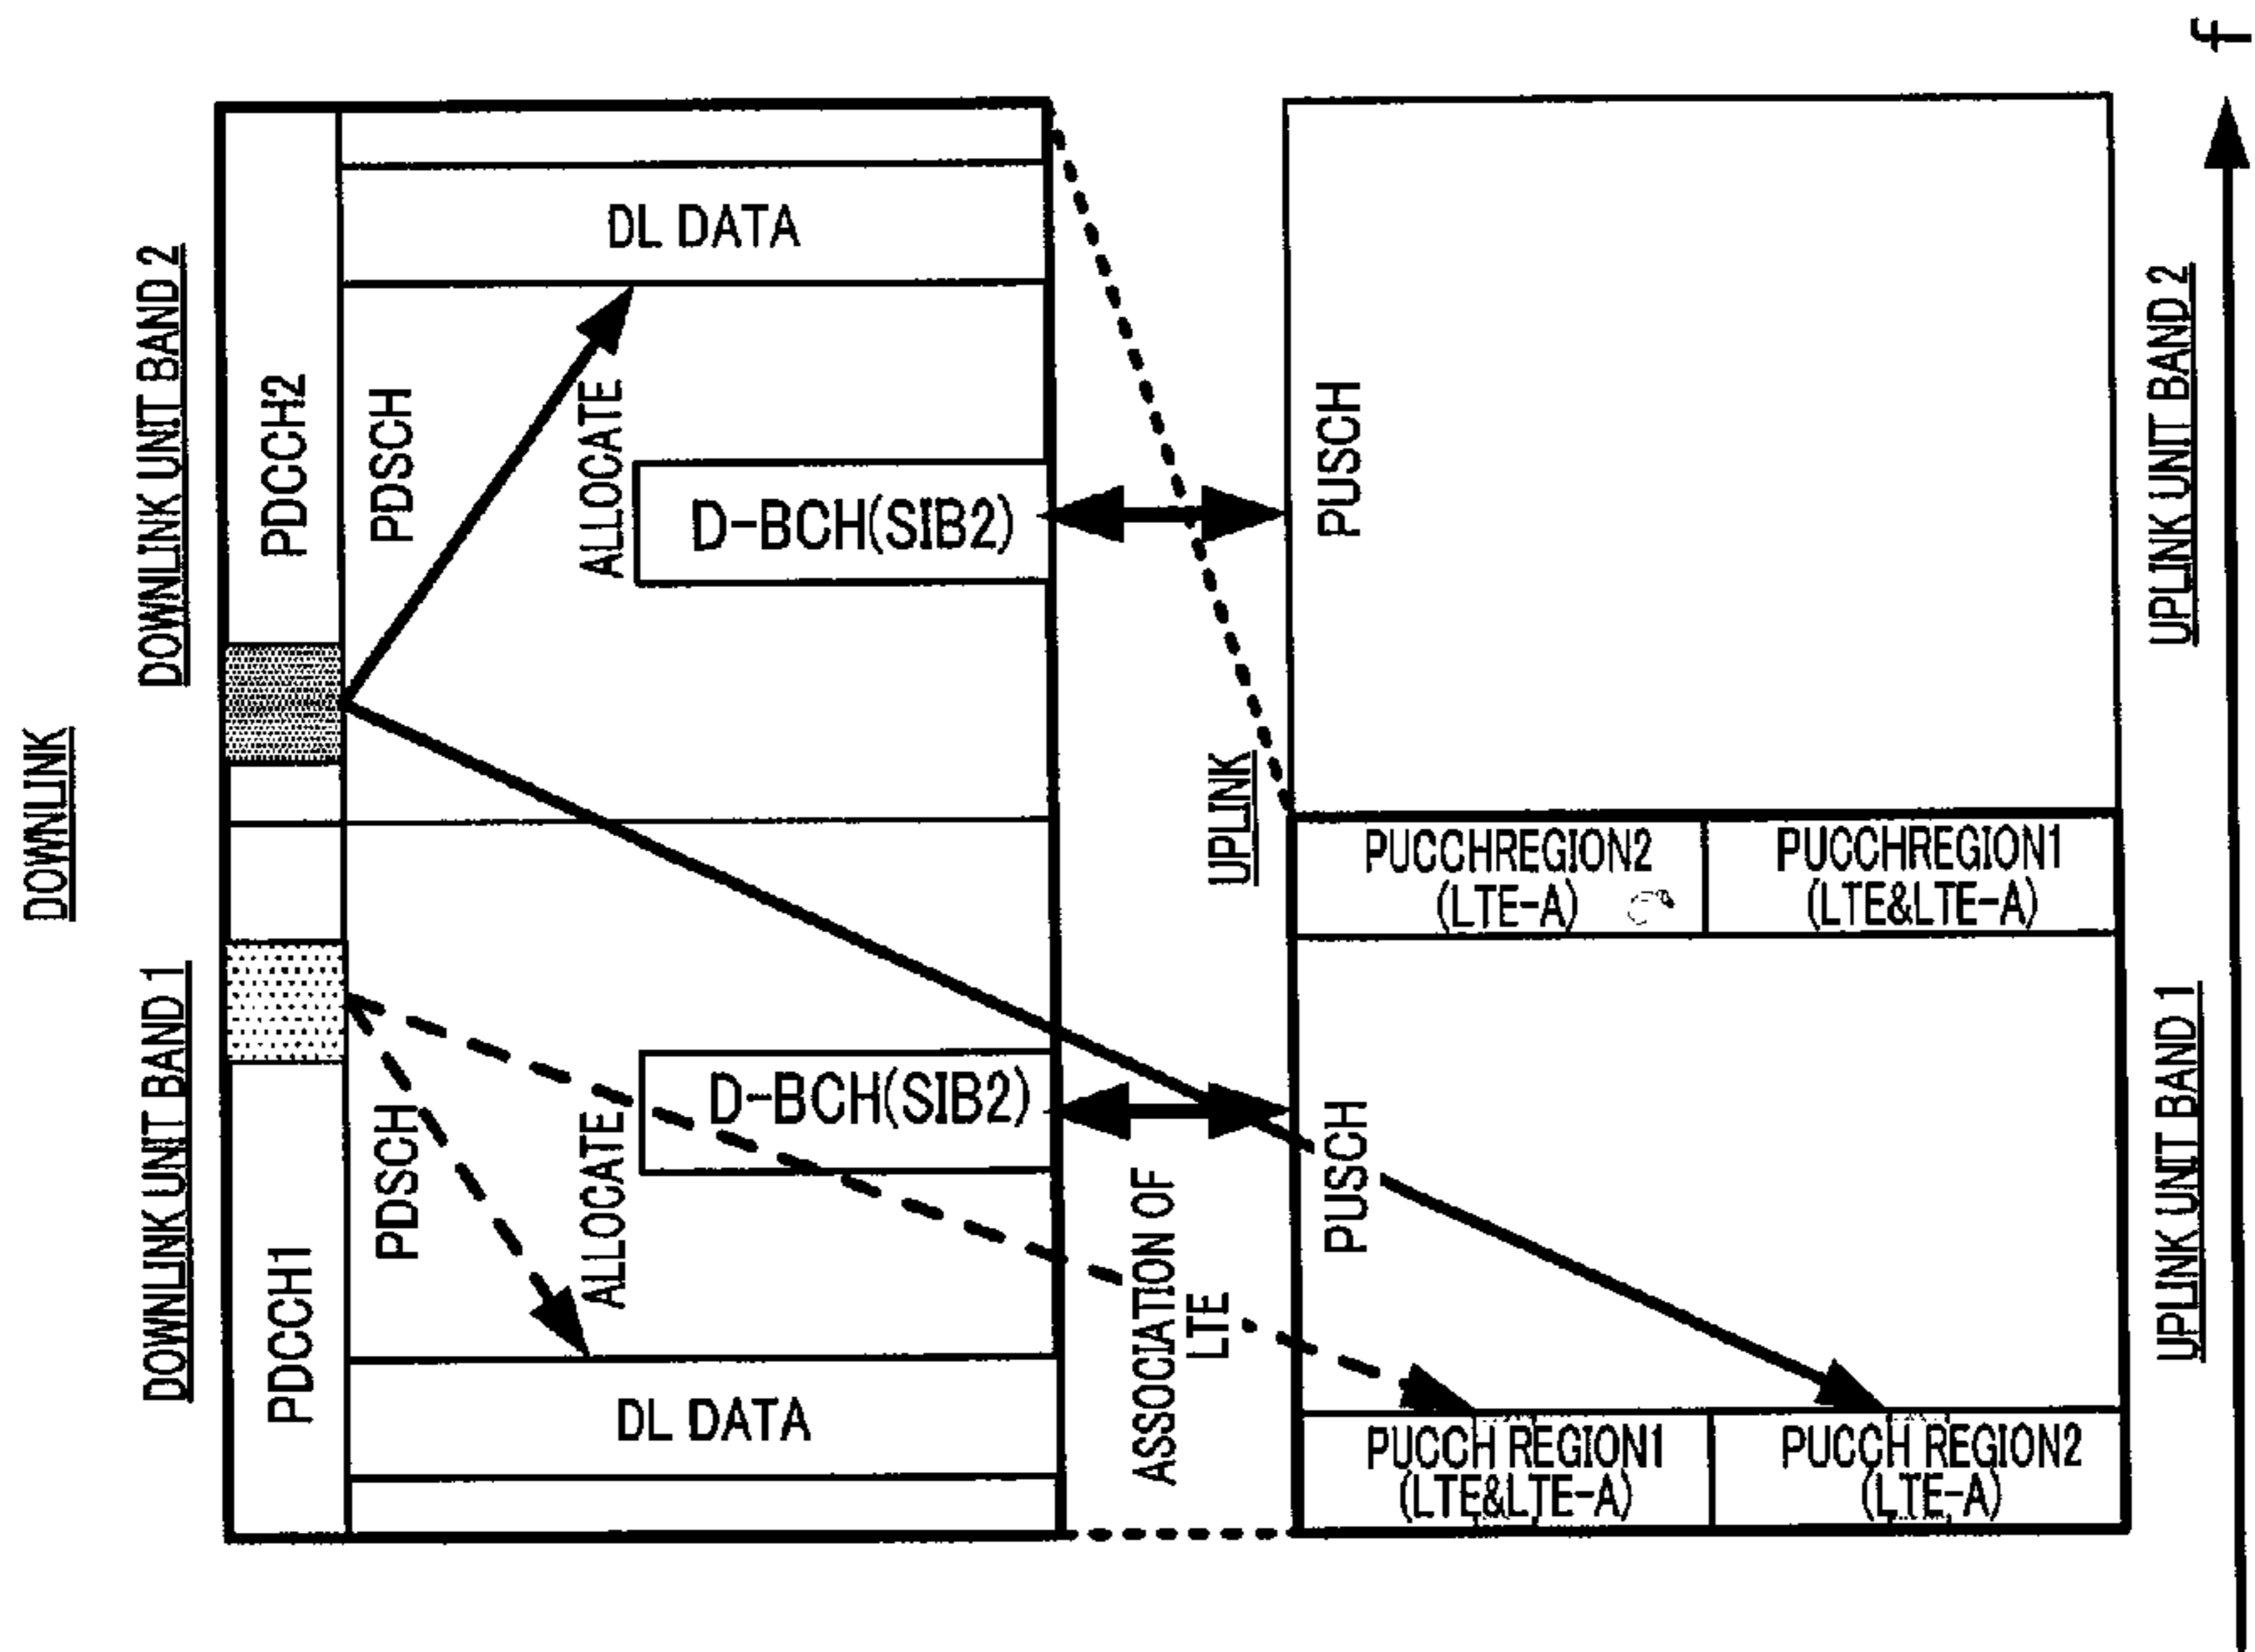 DOWNLINK
DOWNLINK UNIT BAND 1
DOWNLINK UNIT BAND 2
PDCCH1
PDCCH2
PDSCH
PDSCH
ALLOCATE
ALLOCATE
DL DATA
D-BCH(SIB2)
D-BCH(SIB2)
DL DATA
ASSOCIATION OF
LTE
UPLINK
PUSCH
PUSCH
PUCCH REGION1
(LTE&LTE-A)
PUCCH REGION2
(LTE-A)
PUCCHREGION2
(LTE-A)
PUCCHREGION1
(LTE&LTE-A)
UPLINK UNIT BAND 1
UPLINK UNIT BAND 2
f